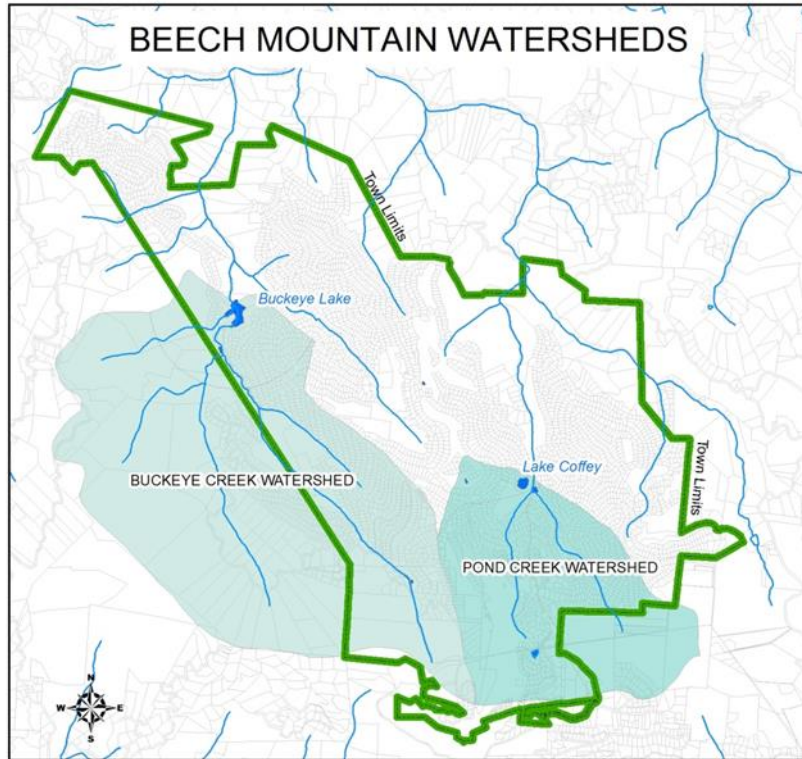 BEECH MOUNTAIN WATERSHEDS
Town Limits
Buckeye Lake
Town Limits
Lake Coffey
BUCKEYE CREEK WATERSHED
POND CREEK WATERSHED
N
W E
S